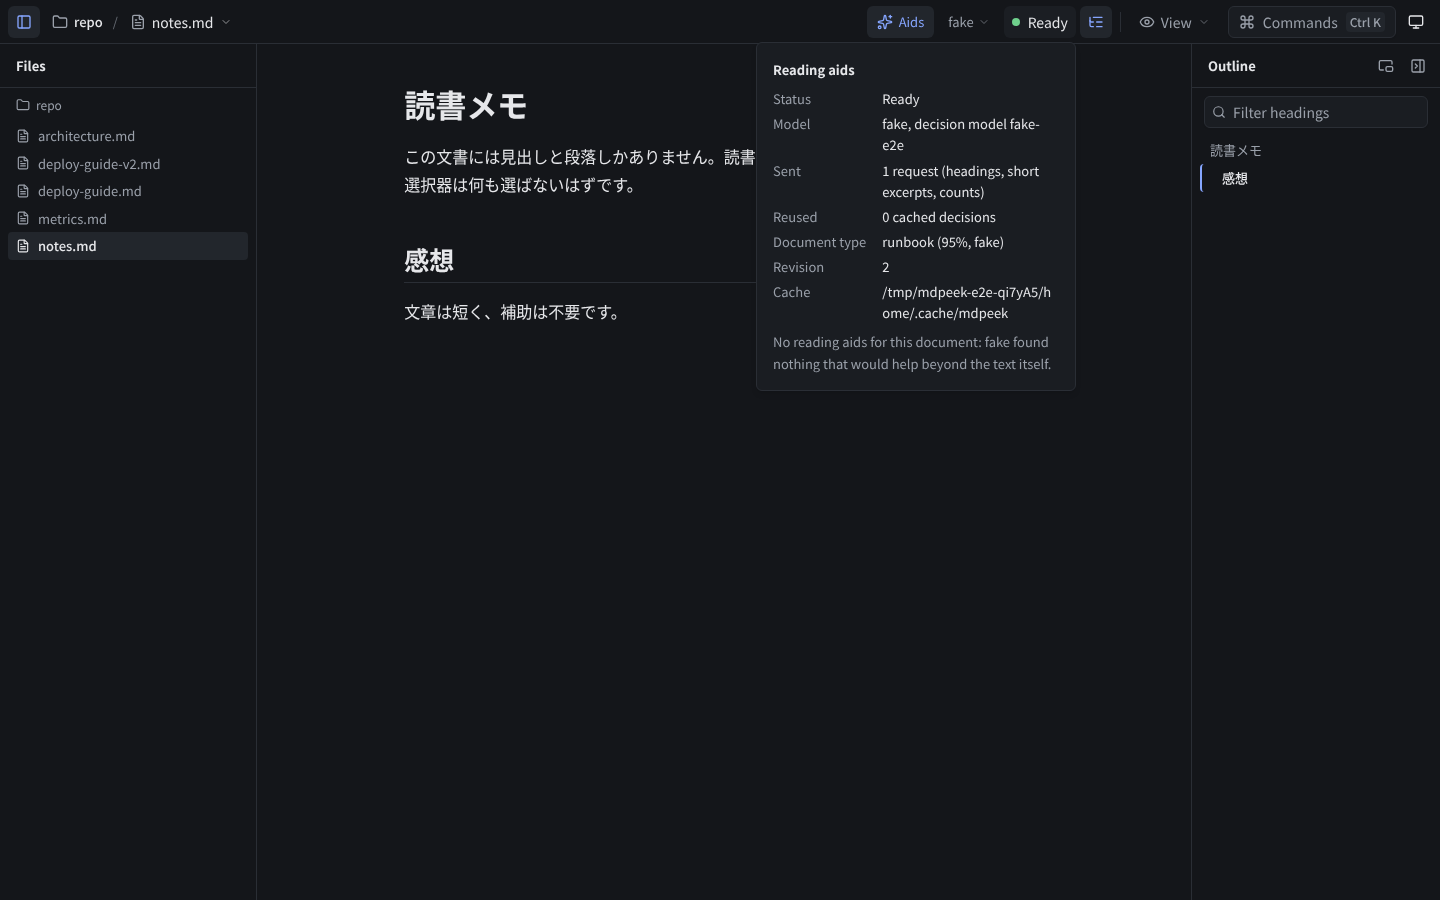 repo / notes.md
Aids
fake
Ready
View
Commands Ctrl K
Files
repo
architecture.md
deploy-guide-v2.md
deploy-guide.md
metrics.md
notes.md
読書メモ
この文書には見出しと段落しかありません。読書
選択器は何も選ばないはずです。
感想
文章は短く、補助は不要です。
Reading aids
Status Ready
Model fake, decision model fake-
e2e
Sent 1 request (headings, short
excerpts, counts)
Reused 0 cached decisions
Document type runbook (95%, fake)
Revision 2
Cache /tmp/mdpeek-e2e-qi7yA5/h
ome/.cache/mdpeek
No reading aids for this document: fake found
nothing that would help beyond the text itself.
Outline
Filter headings
読書メモ
感想